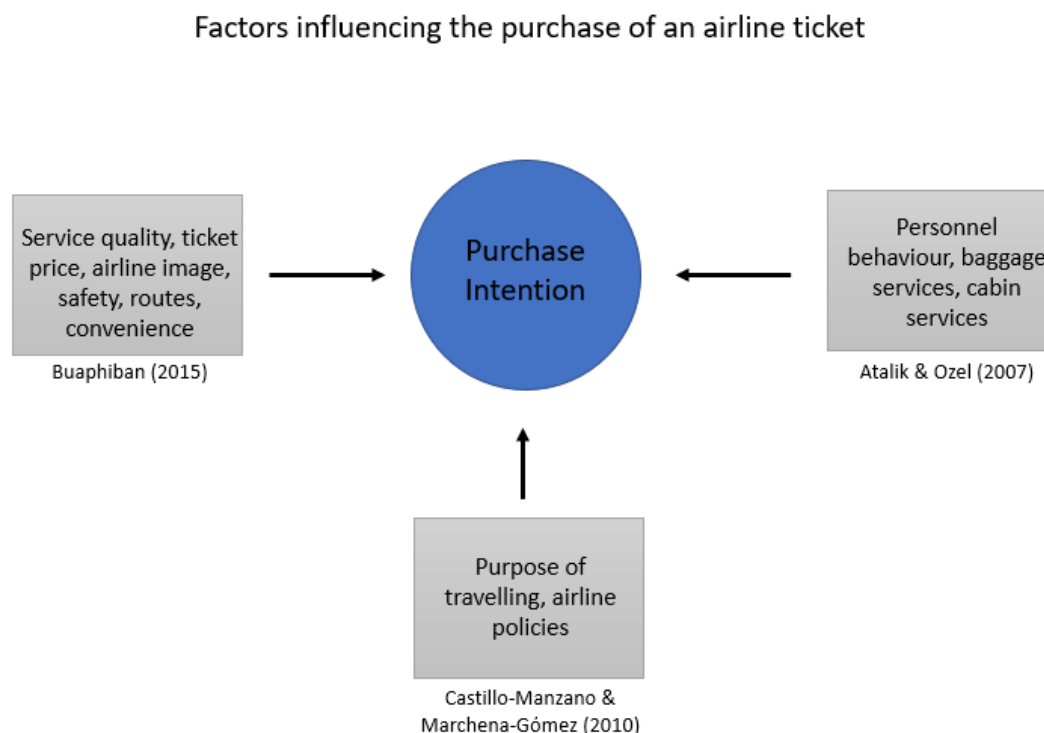 Factors influencing the purchase of an airline ticket
Service quality, ticket
price, airline image,
safety, routes,
convenience
Buaphiban (2015)
Purchase
Intention
Personnel
behaviour, baggage
services, cabin
services
Atalik & Ozel (2007)
Purpose of
travelling, airline
policies
Castillo-Manzano &
Marchena-Gómez (2010)